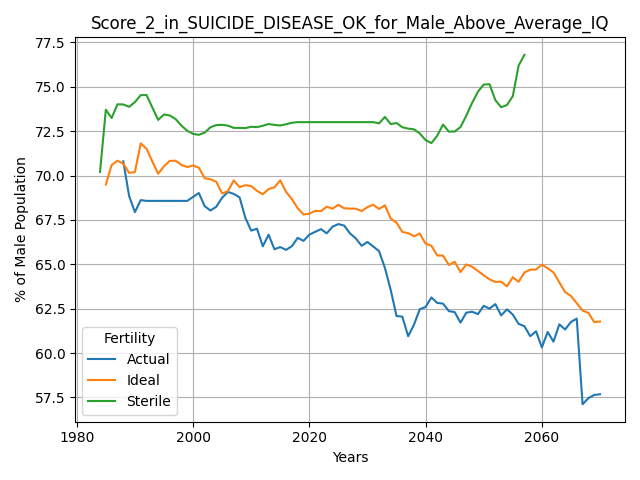 Score_2_in_SUICIDE_DISEASE_OK_for_Male_Above_Average_IQ
77.5
75.0
72.5
70.0
67.5
65.0
62.5
60.0
57.5
% of Male Population
Fertility
Actual
Ideal
Sterile
1980
2000
2020
2040
2060
Years